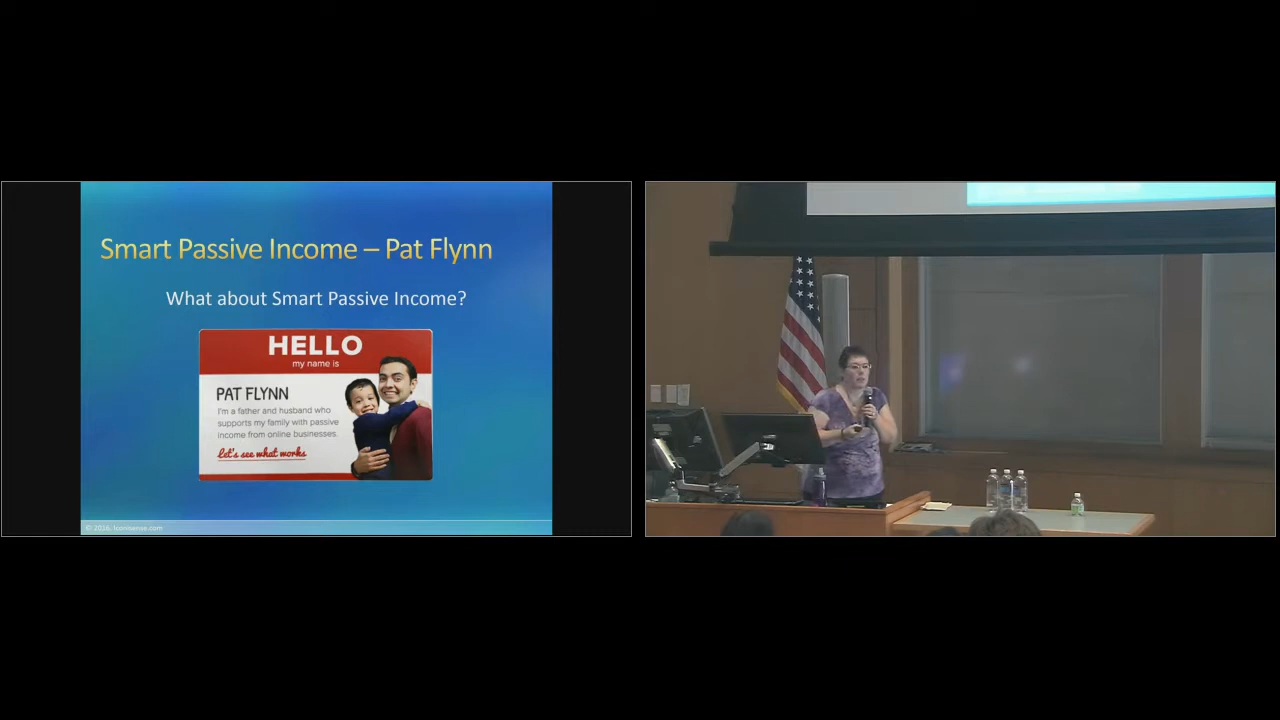 Smart Passive Income – Pat Flynn
What about Smart Passive Income?
HELLO
my name is
PAT FLYNN
I'm a father and husband who
supports my family with passive
income from online businesses.
Let's see what works